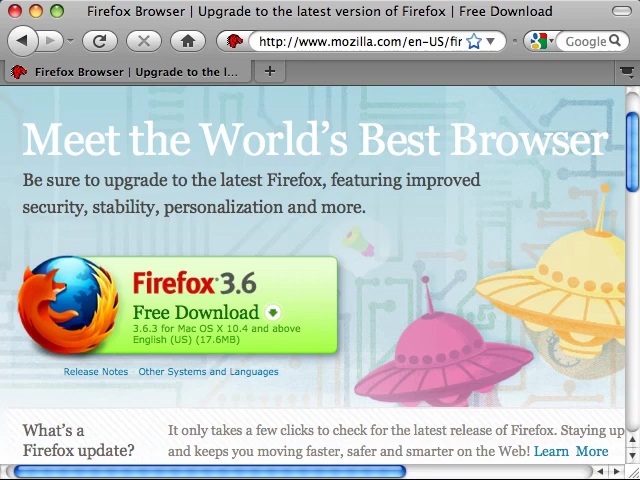 Firefox Browser | Upgrade to the latest version of Firefox | Free Download
http://www.mozilla.com/en-US/fir
Google
Firefox Browser | Upgrade to the l...
Meet the World's Best Browser
Be sure to upgrade to the latest Firefox, featuring improved
security, stability, personalization and more.
Firefox 3.6
Free Download
3.6.3 for Mac OS X 10.4 and above
English (US) (17.6MB)
Release Notes Other Systems and Languages
What's a
Firefox update?
It only takes a few clicks to check for the latest release of Firefox. Staying up
and keeps you moving faster, safer and smarter on the Web! Learn More